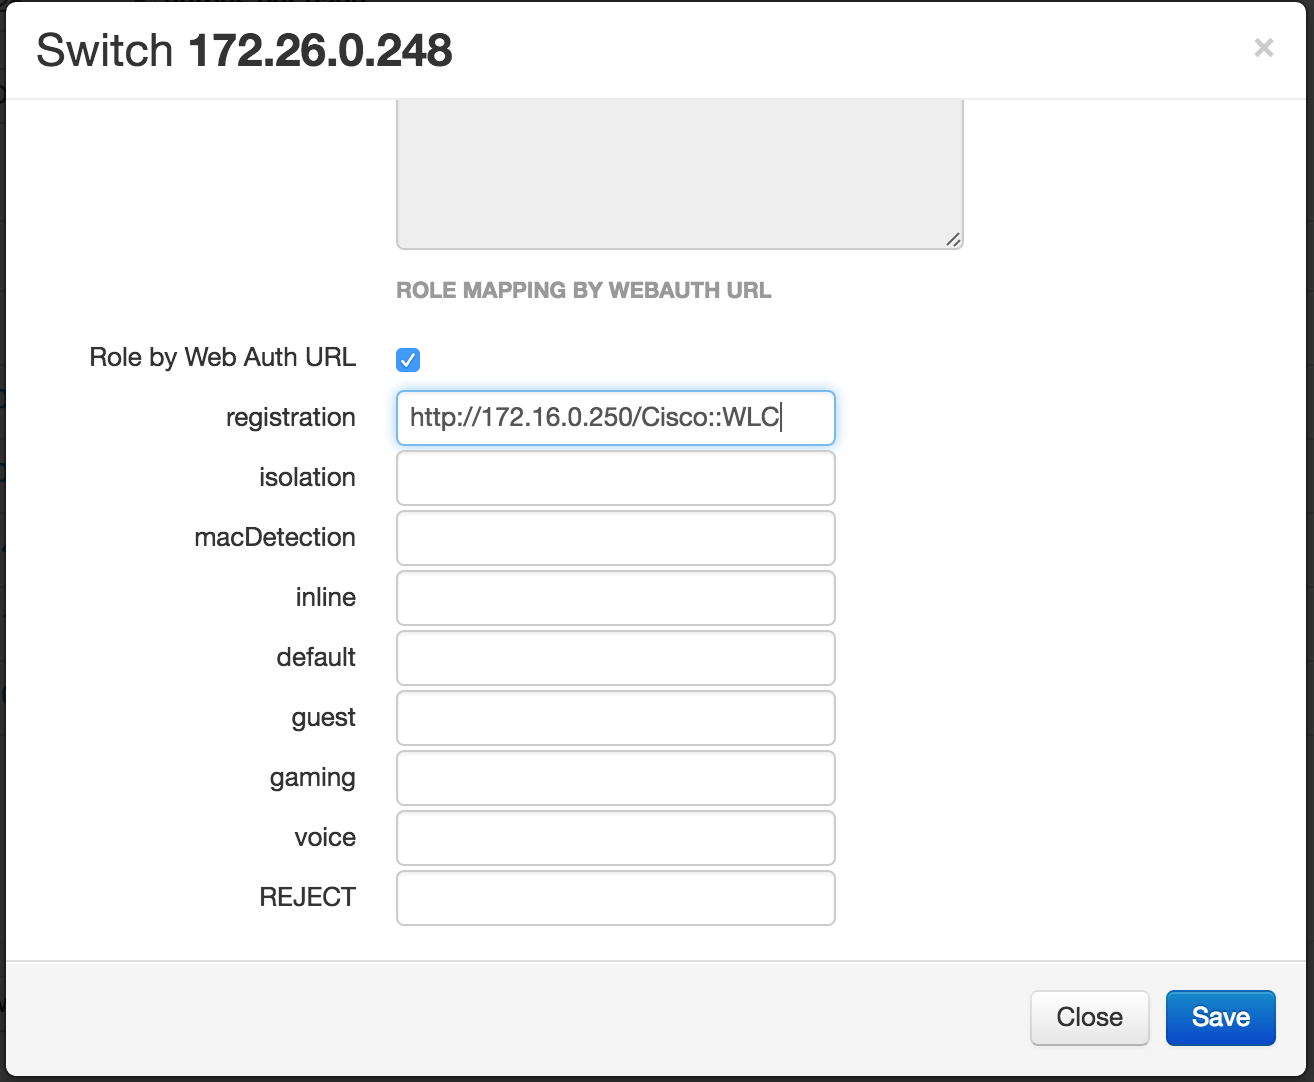 Switch 172.26.0.248
×
ROLE MAPPING BY WEBAUTH URL
Role by Web Auth URL
registration http://172.16.0.250/Cisco::WLC
isolation
macDetection
inline
default
guest
gaming
voice
REJECT
Close Save